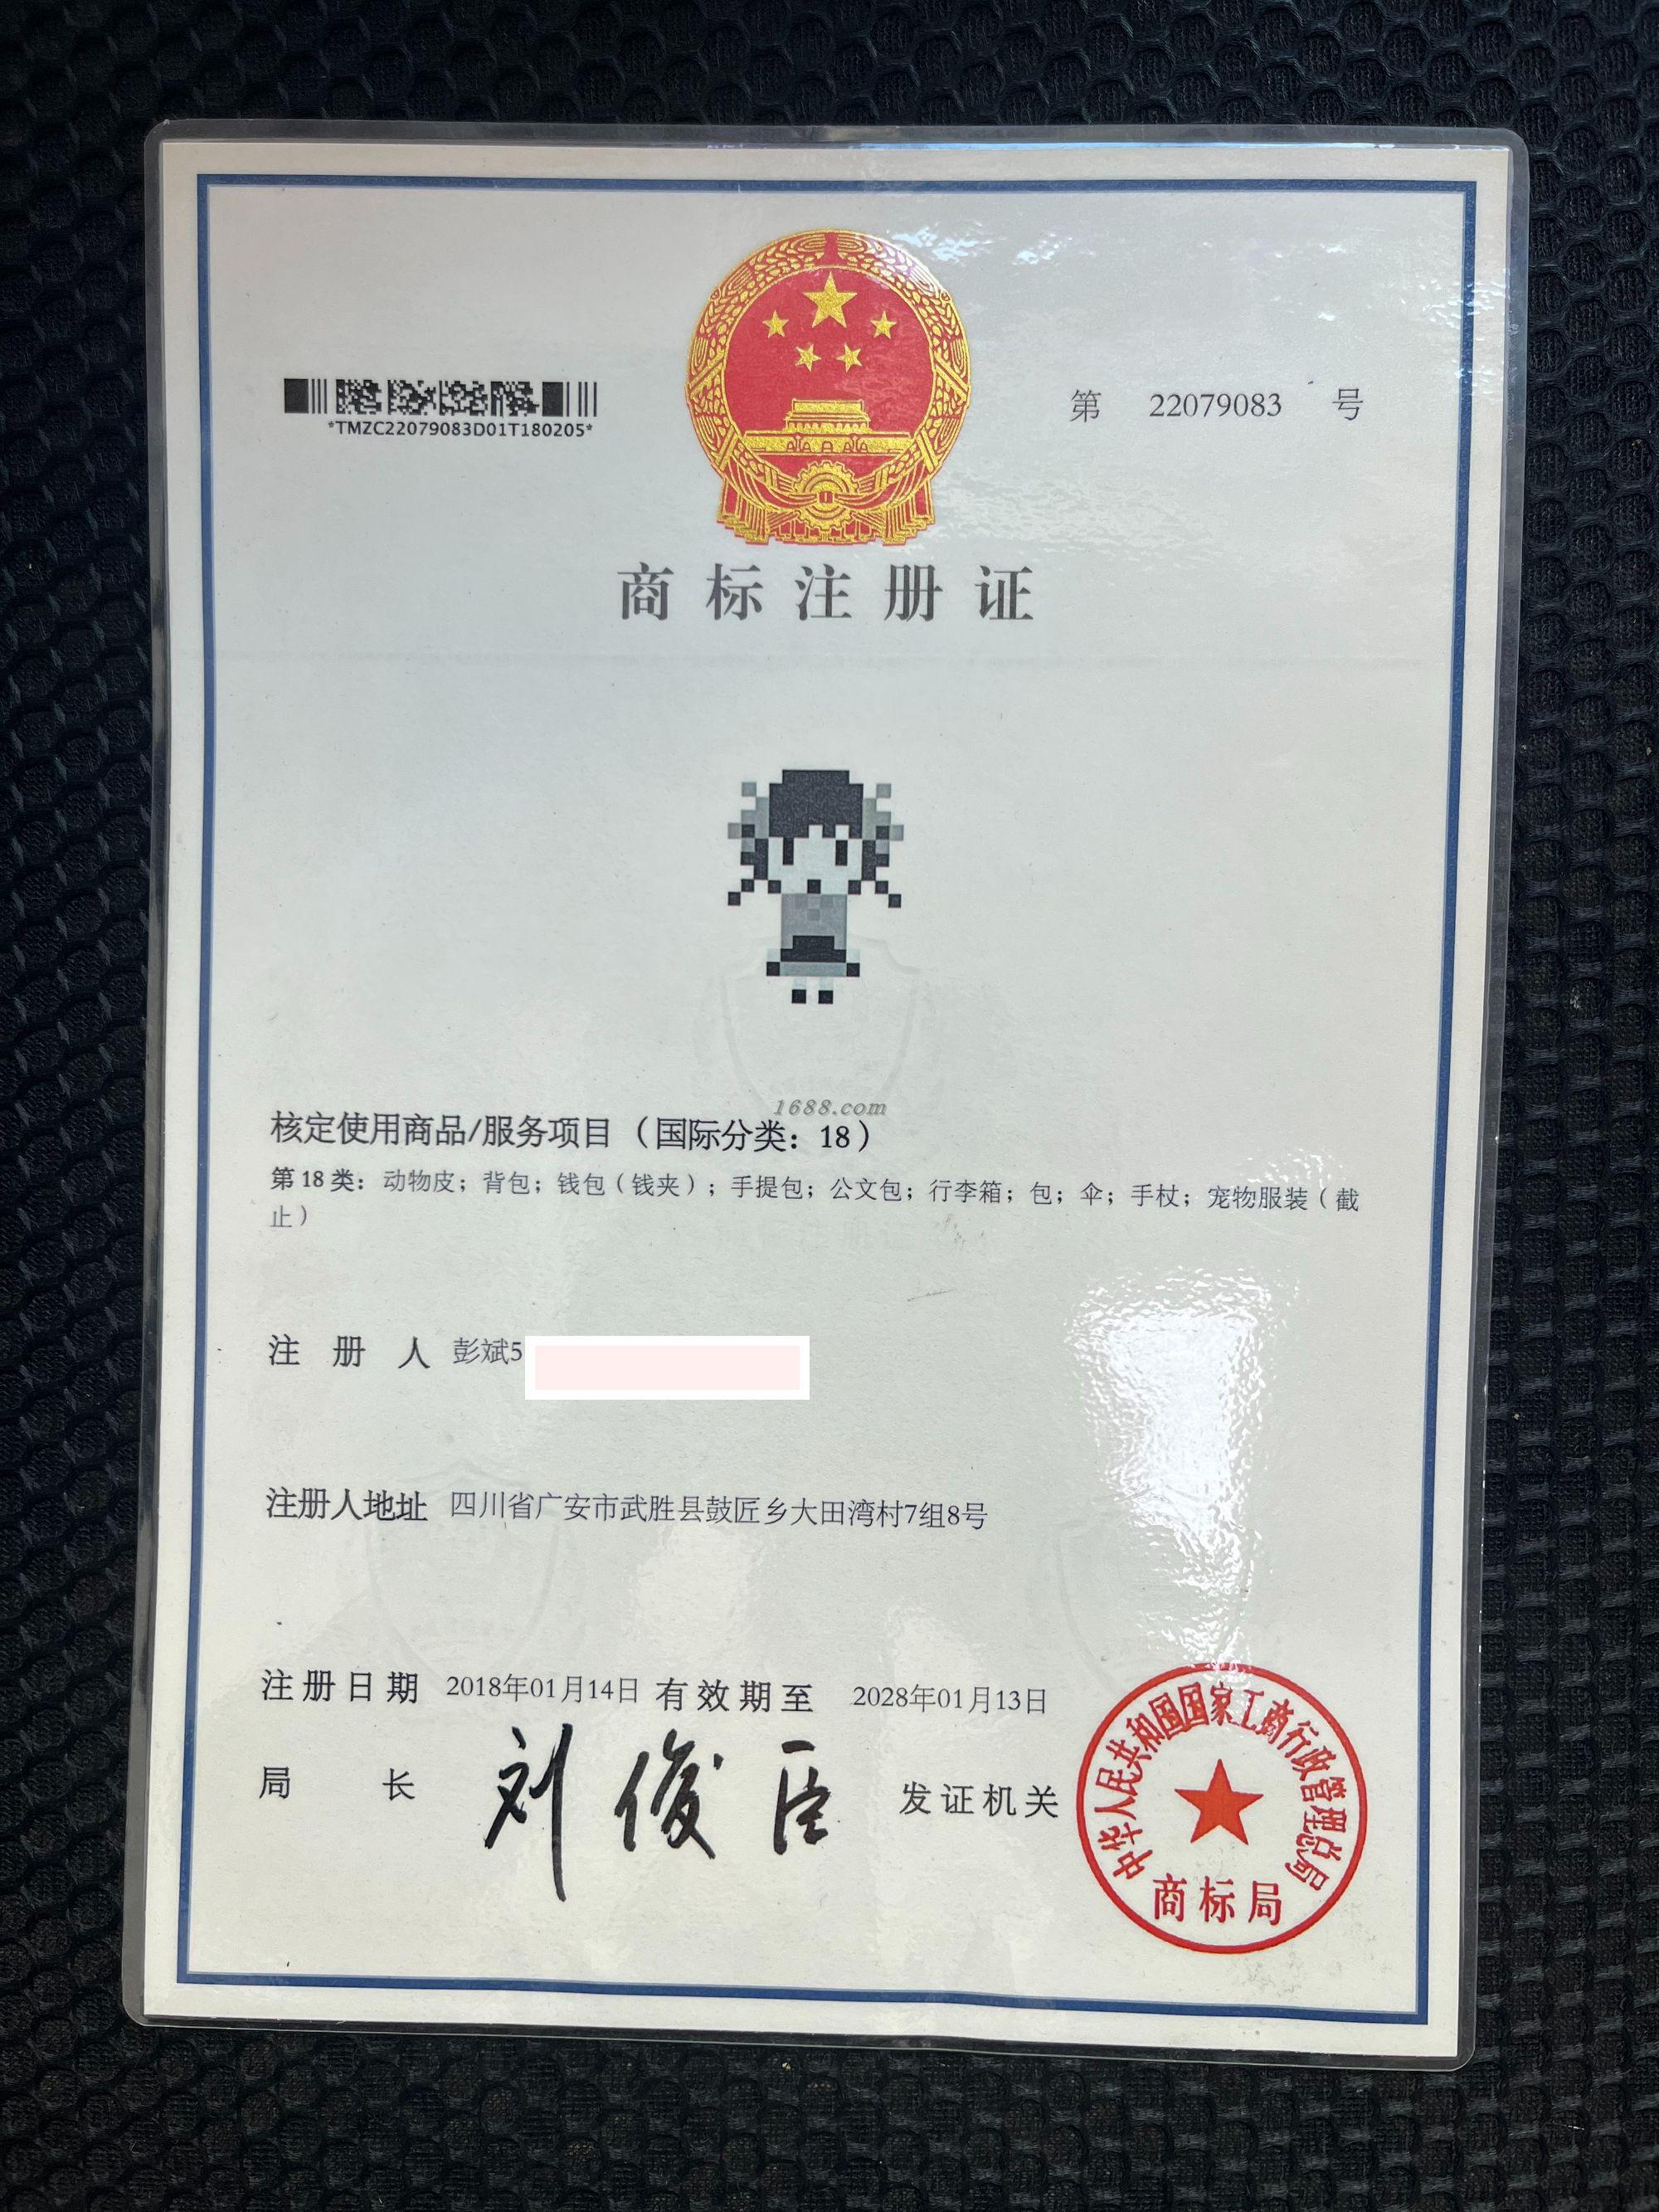 第 22079083 号
*TMZC22079083D01T180205*
商标注册证
1688.com
核定使用商品/服务项目（国际分类：18）
第18类：动物皮；背包；钱包（钱夹）；手提包；公文包；行李箱；包；伞；手杖；宠物服装（截
止）
注册人 彭斌5
注册人地址 四川省广安市武胜县鼓匠乡大田湾村7组8号
注册日期 2018年01月14日 有效期至 2028年01月13日
局长 刘俊臣 发证机关
中华人民共和国国家工商行政管理总局
商标局